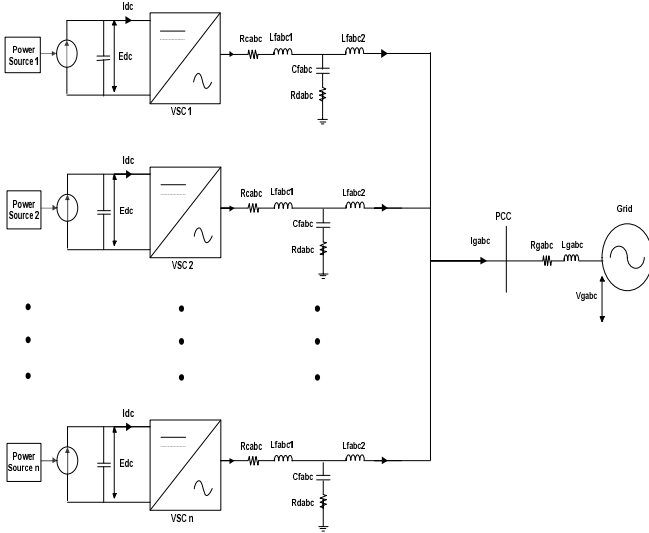 Idc
Power
Source 1
Edc
VSC 1
Rcabc
Lfabc1
Lfabc2
Cfabc
Rdabc
Idc
Power
Source 2
Edc
VSC 2
Rcabc
Lfabc1
Lfabc2
Cfabc
Rdabc
Igabc
PCC
Rgabc
Lgabc
Grid
Vgabc
Idc
Power
Source n
Edc
VSC n
Rcabc
Lfabc1
Lfabc2
Cfabc
Rdabc